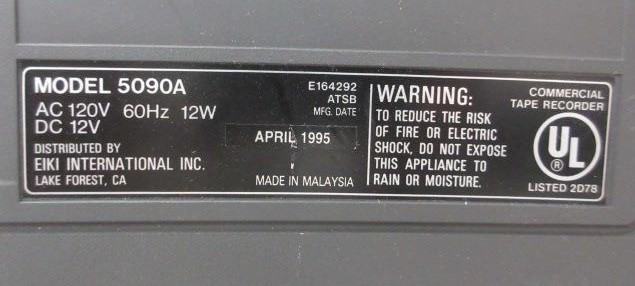 MODEL 5090A
AC 120V 60Hz 12W
DC 12V
DISTRIBUTED BY
EIKI INTERNATIONAL INC.
LAKE FOREST, CA
E164292
ATSB
MFG. DATE
APRIL 1995
MADE IN MALAYSIA
WARNING:
TO REDUCE THE RISK
OF FIRE OR ELECTRIC
SHOCK, DO NOT EXPOSE
THIS APPLIANCE TO
RAIN OR MOISTURE.
COMMERCIAL
TAPE RECORDER
UL
®
LISTED 2D78